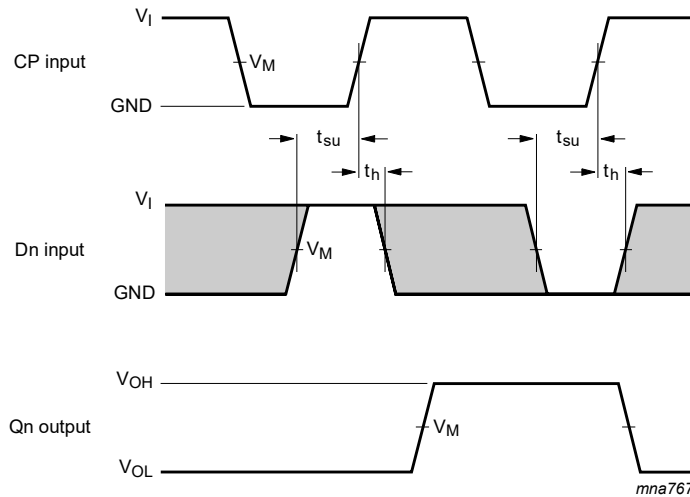 V_I
CP input
V_M
GND
t_su
t_su
t_h
t_h
V_I
Dn input
V_M
GND
V_OH
Qn output
V_M
V_OL
mna767